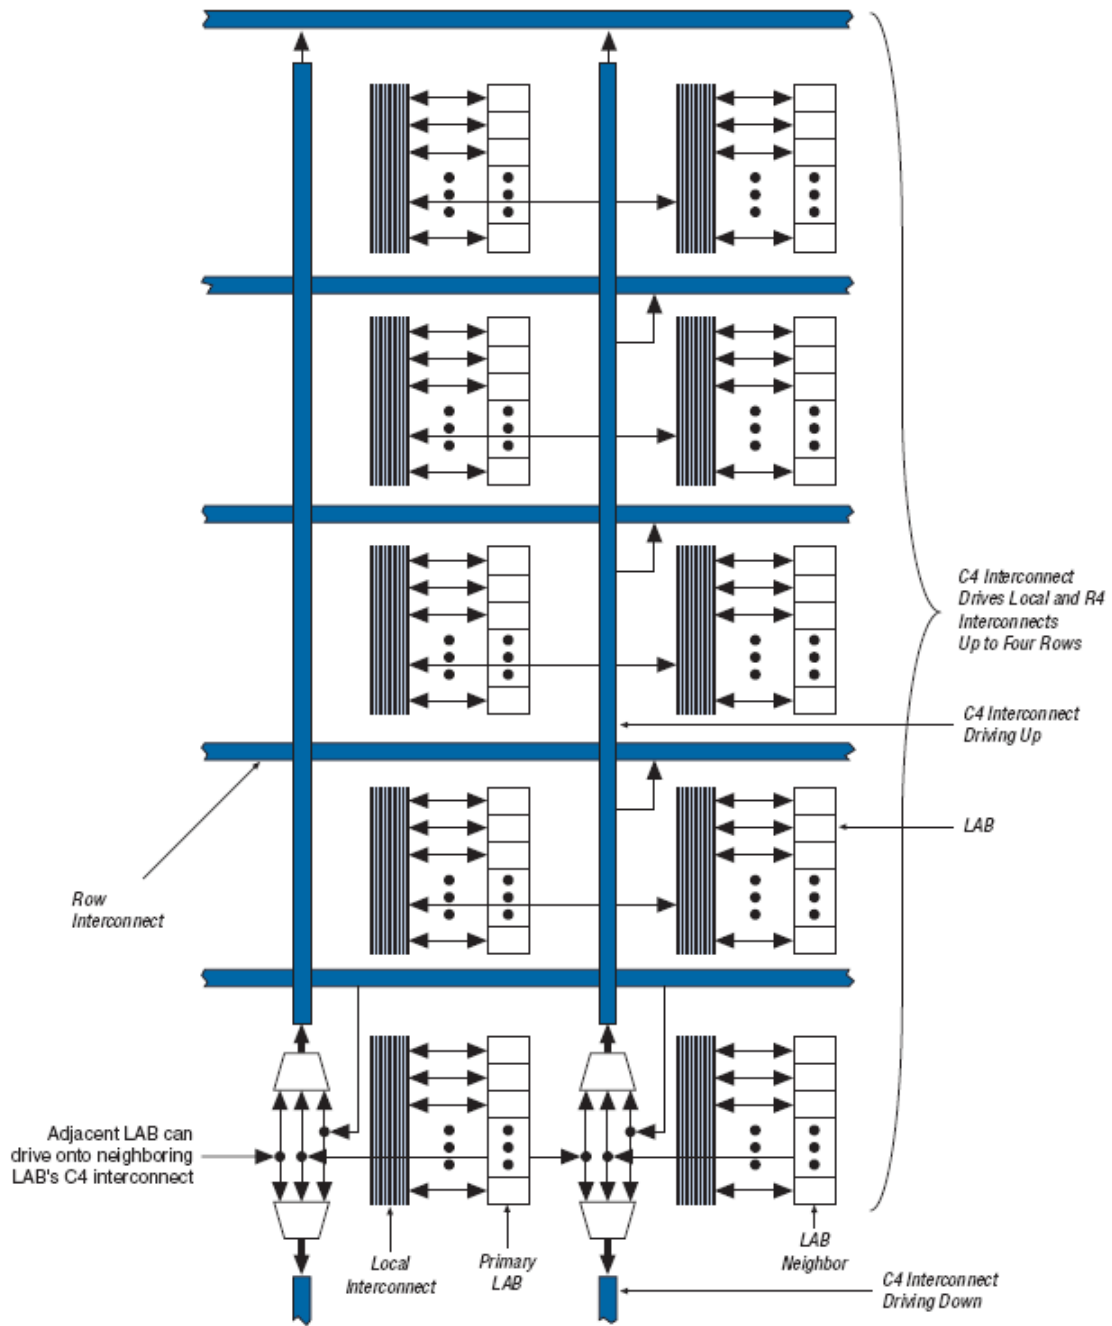 C4 Interconnect
Drives Local and R4
Interconnects
Up to Four Rows
C4 Interconnect
Driving Up
LAB
Row
Interconnect
Adjacent LAB can
drive onto neighboring
LAB's C4 interconnect
Local
Interconnect
Primary
LAB
LAB
Neighbor
C4 Interconnect
Driving Down